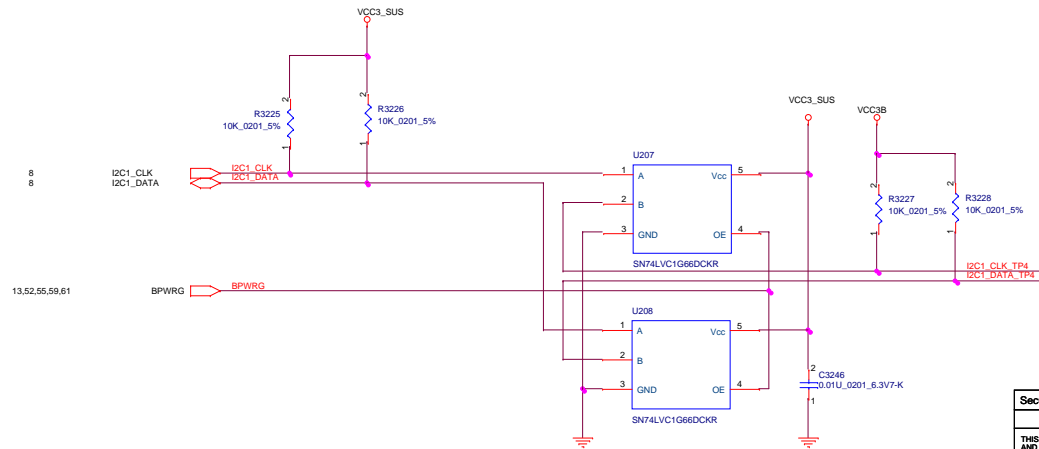 VCC3_SUS
2
2
R3225
10K_0201_5%
R3226
10K_0201_5%
1
1
VCC3_SUS
VCC3B
8
I2C1_CLK
I2C1_CLK
8
I2C1_DATA
I2C1_DATA
U207
1
A
Vcc
5
2
B
3
GND
OE
4
SN74LVC1G66DCKR
2
2
R3227
10K_0201_5%
R3228
10K_0201_5%
1
1
I2C1_CLK_TP4
I2C1_DATA_TP4
13,52,55,59,61
BPWRG
BPWRG
U208
1
A
Vcc
5
2
B
3
GND
OE
4
SN74LVC1G66DCKR
2
C3246
0.01U_0201_6.3V7-K
1
Sec
THIS
AND